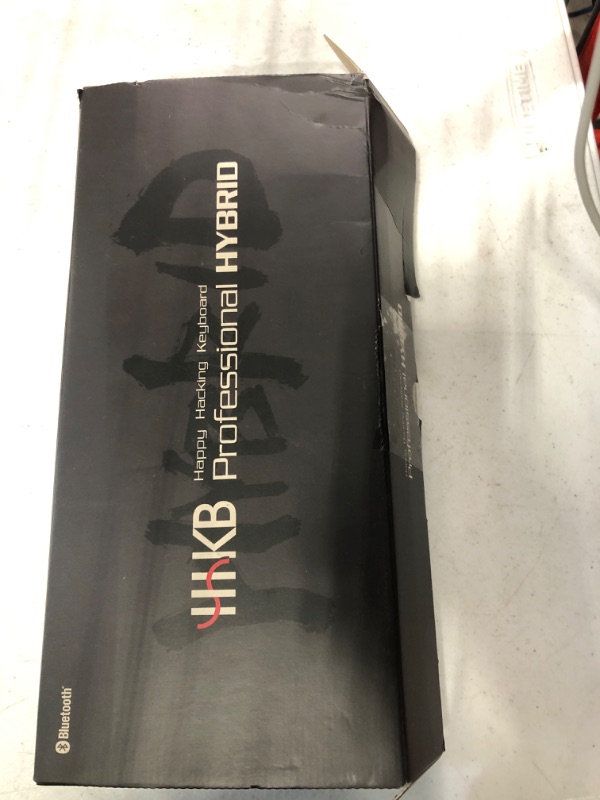 HHKB
Happy Hacking Keyboard
Professional HYBRID
Bluetooth